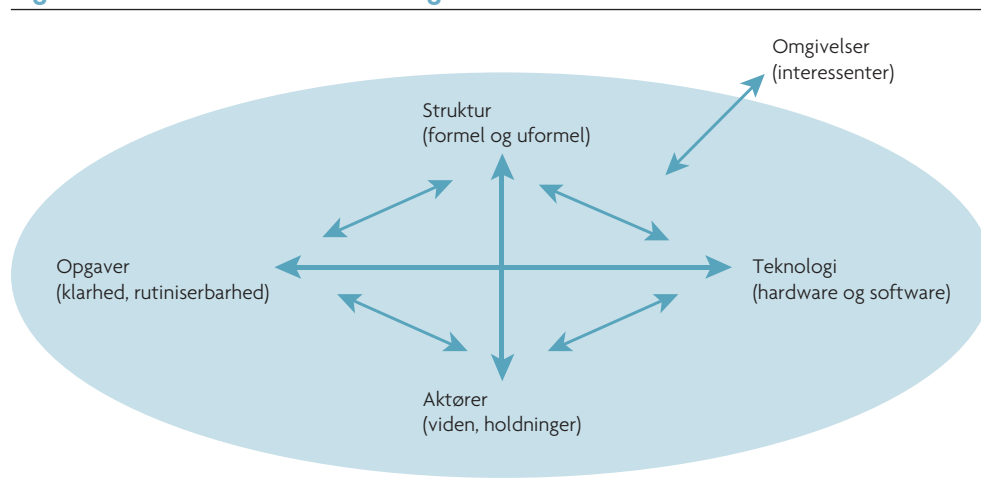 Omgivelser
(interessenter)
Struktur
(formel og uformel)
Opgaver
(klarhed, rutiniserbarhed)
Teknologi
(hardware og software)
Aktører
(viden, holdninger)